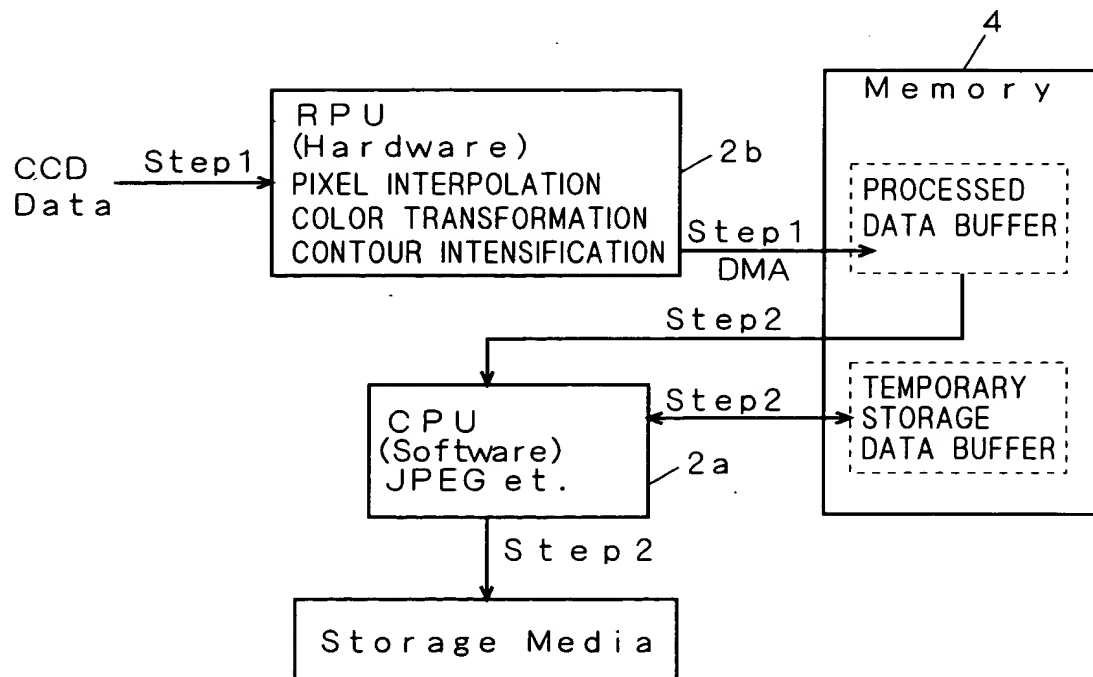 4
Memory
RPU
(Hardware)
PIXEL INTERPOLATION
COLOR TRANSFORMATION
CONTOUR INTENSIFICATION
2b
CCD
Data
Step1
PROCESSED
DATA BUFFER
Step1
DMA
Step2
CPU
(Software)
JPEG et.
2a
Step2
TEMPORARY
STORAGE
DATA BUFFER
Step2
Storage Media